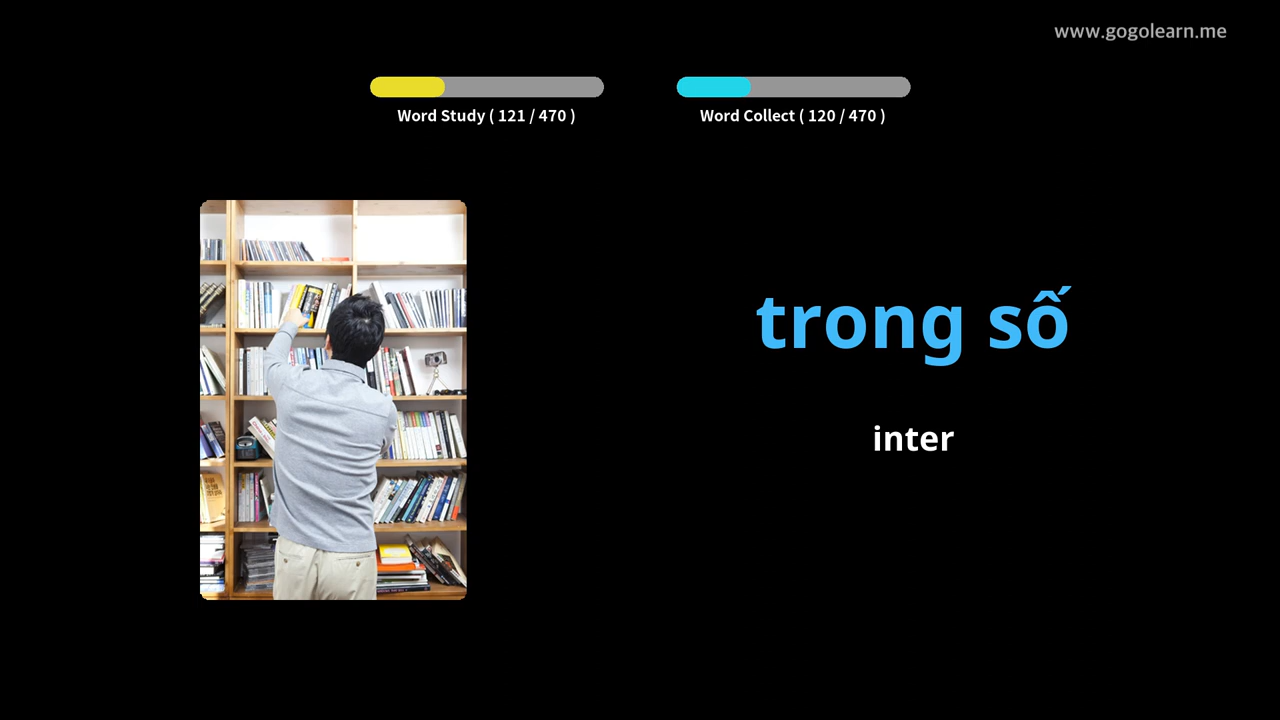 www.gogolearn.me
Word Study ( 121 / 470 )
Word Collect ( 120 / 470 )
trong số
inter